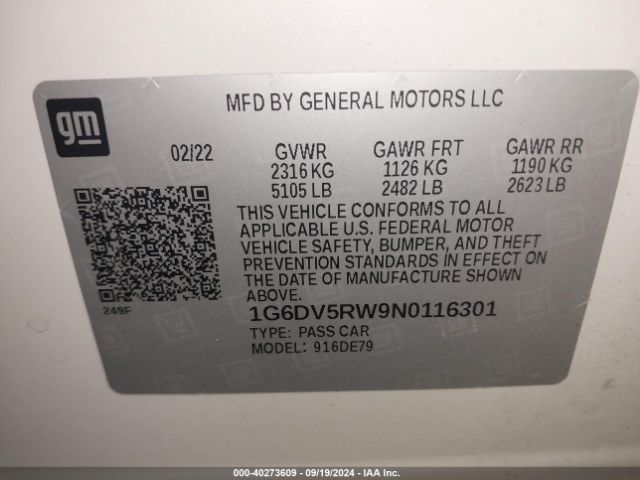 gm
MFD BY GENERAL MOTORS LLC
02/22 GVWR GAWR FRT GAWR RR
2316 KG 1126 KG 1190 KG
5105 LB 2482 LB 2623 LB
THIS VEHICLE CONFORMS TO ALL
APPLICABLE U.S. FEDERAL MOTOR
VEHICLE SAFETY, BUMPER, AND THEFT
PREVENTION STANDARDS IN EFFECT ON
THE DATE OF MANUFACTURE SHOWN
ABOVE.
249F
1G6DV5RW9N0116301
TYPE: PASS CAR
MODEL: 916DE79
000-40273609 - 09/19/2024 - IAA Inc.